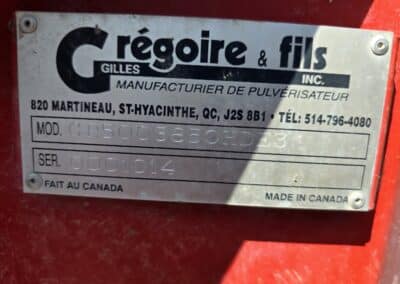 Grégoire & fils
GILLES INC.
MANUFACTURIER DE PULVÉRISATEUR
820 MARTINEAU, ST-HYACINTHE, QC, J2S 8B1 • TÉL: 514-796-4080
MOD.
SER. 0001014
FAIT AU CANADA MADE IN CANADA